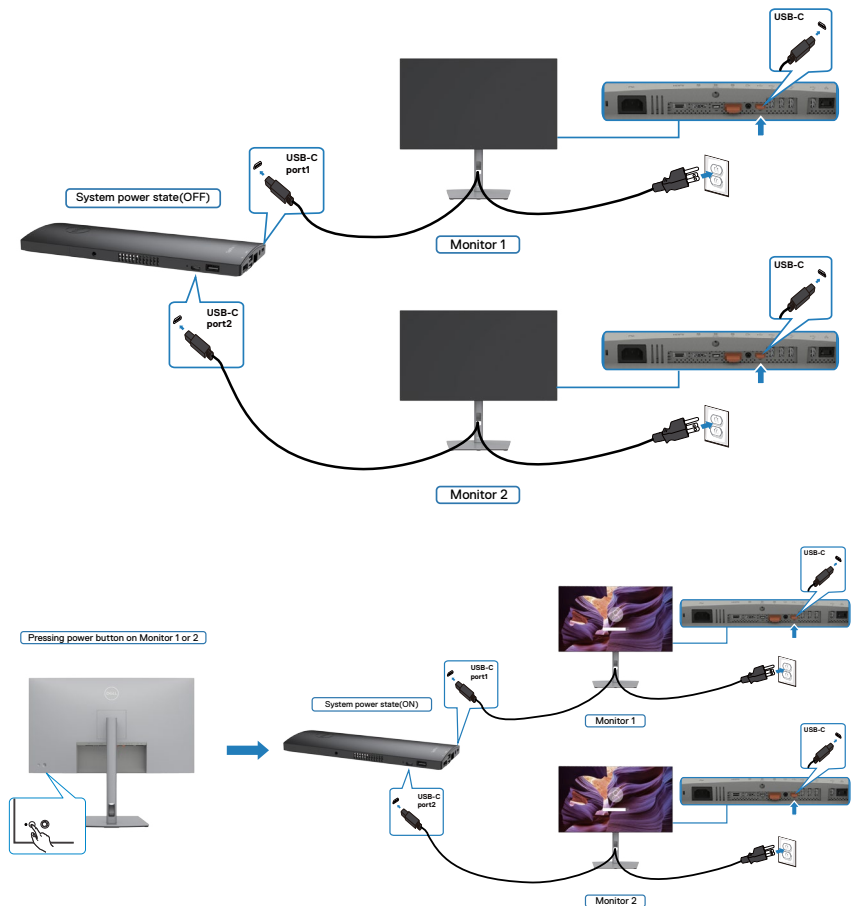 USB-C
USB-C
port1
System power state(OFF)
Monitor 1
USB-C
USB-C
port2
Monitor 2
USB-C
Pressing power button on Monitor 1 or 2
USB-C
port1
System power state(ON)
Monitor 1
USB-C
USB-C
port2
Monitor 2